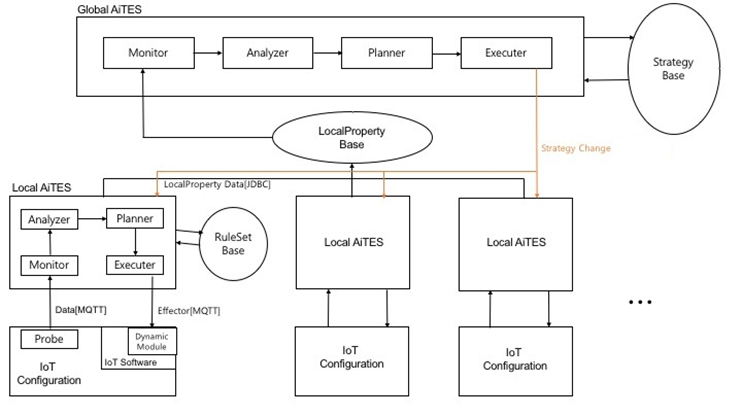 Global AiTES
Monitor
Analyzer
Planner
Executer
Strategy
Base
LocalProperty
Base
Strategy Change
Local AiTES
LocalProperty Data[JDBC]
Analyzer
Planner
Monitor
Executer
RuleSet
Base
Local AiTES
Local AiTES
Data[MQTT]
Effector[MQTT]
Probe
Dynamic
Module
IoT Software
IoT
Configuration
IoT
Configuration
IoT
Configuration
...